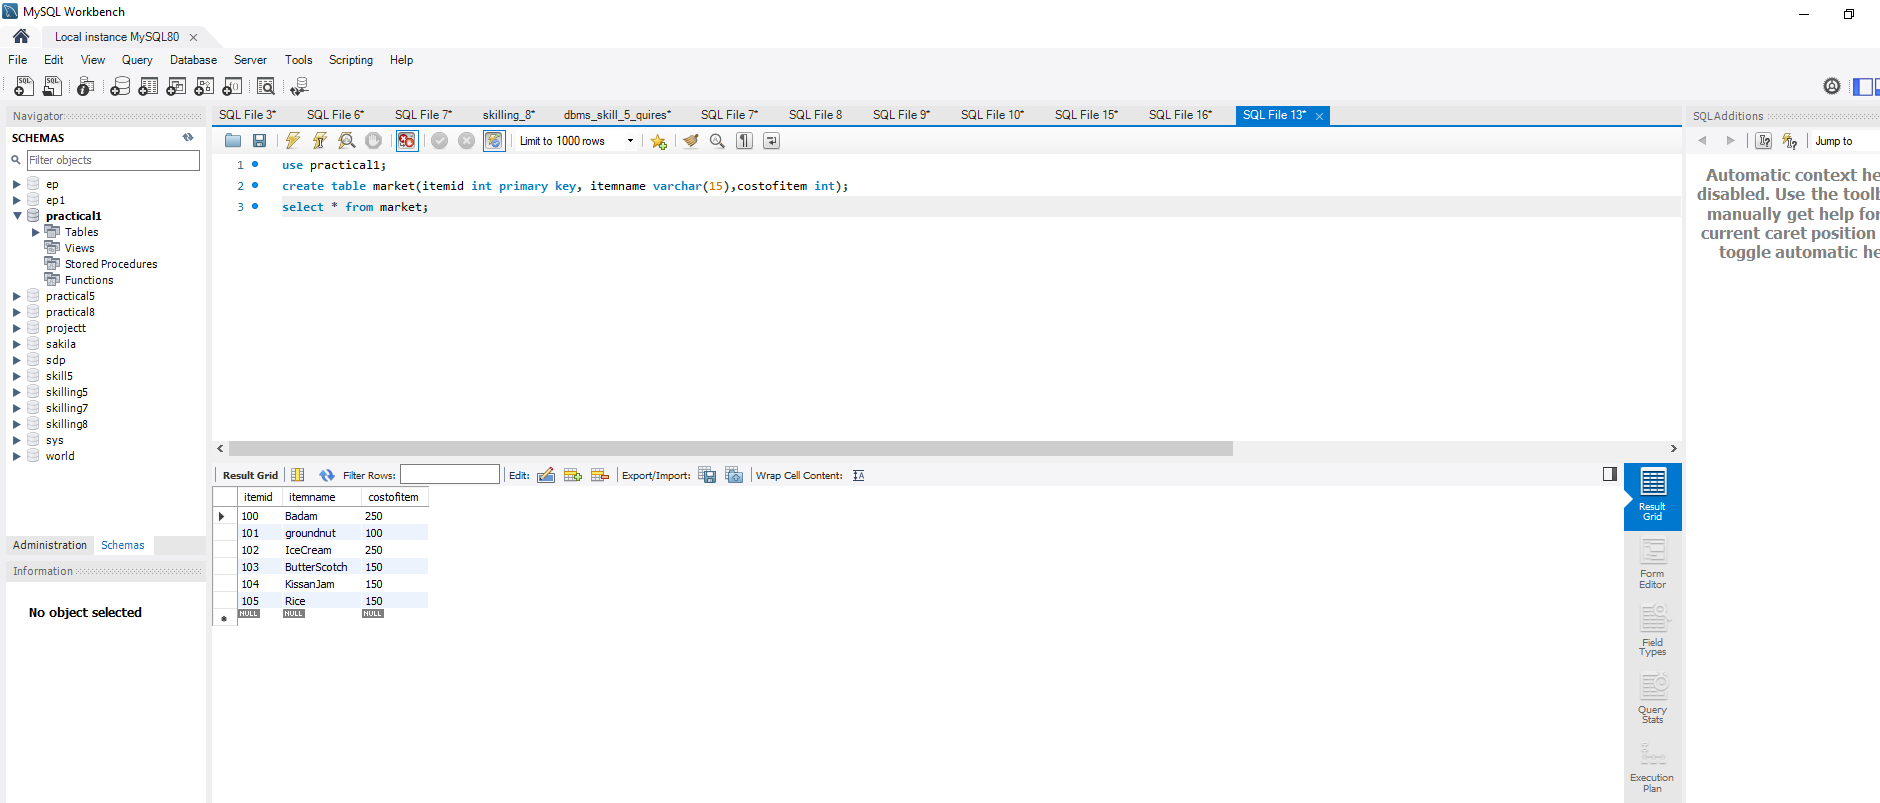 MySQL Workbench
Local instance MySQL80
File Edit View Query Database Server Tools Scripting Help
Navigator
SCHEMAS
Filter objects
ep
ep1
practical1
Tables
Views
Stored Procedures
Functions
practical5
practical8
projectt
sakila
sdp
skill5
skilling5
skilling7
skilling8
sys
world
Administration Schemas
Information
No object selected
SQL File 3* SQL File 6* SQL File 7* skilling_8* dbms_skill_5_quires* SQL File 7* SQL File 8 SQL File 9* SQL File 10* SQL File 15* SQL File 16* SQL File 13*
Limit to 1000 rows
1 use practical1;
2 create table market(itemid int primary key, itemname varchar(15),costofitem int);
3 select * from market;
Result Grid Filter Rows: Edit: Export/Import: Wrap Cell Content:
itemid itemname costofitem
100 Badam 250
101 groundnut 100
102 IceCream 250
103 ButterScotch 150
104 KissanJam 150
105 Rice 150
NULL NULL NULL
Result
Grid
Form
Editor
Field
Types
Query
Stats
Execution
Plan
SQLAdditions
Jump to
Automatic context he
disabled. Use the toolb
manually get help for
current caret position
toggle automatic he